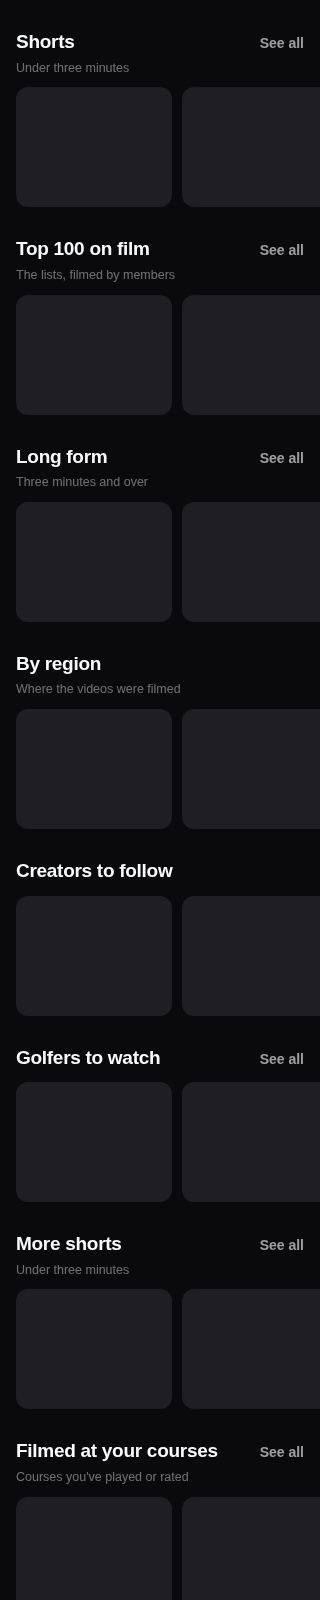 Shorts
See all
Under three minutes
Top 100 on film
See all
The lists, filmed by members
Long form
See all
Three minutes and over
By region
Where the videos were filmed
Creators to follow
Golfers to watch
See all
More shorts
See all
Under three minutes
Filmed at your courses
See all
Courses you've played or rated